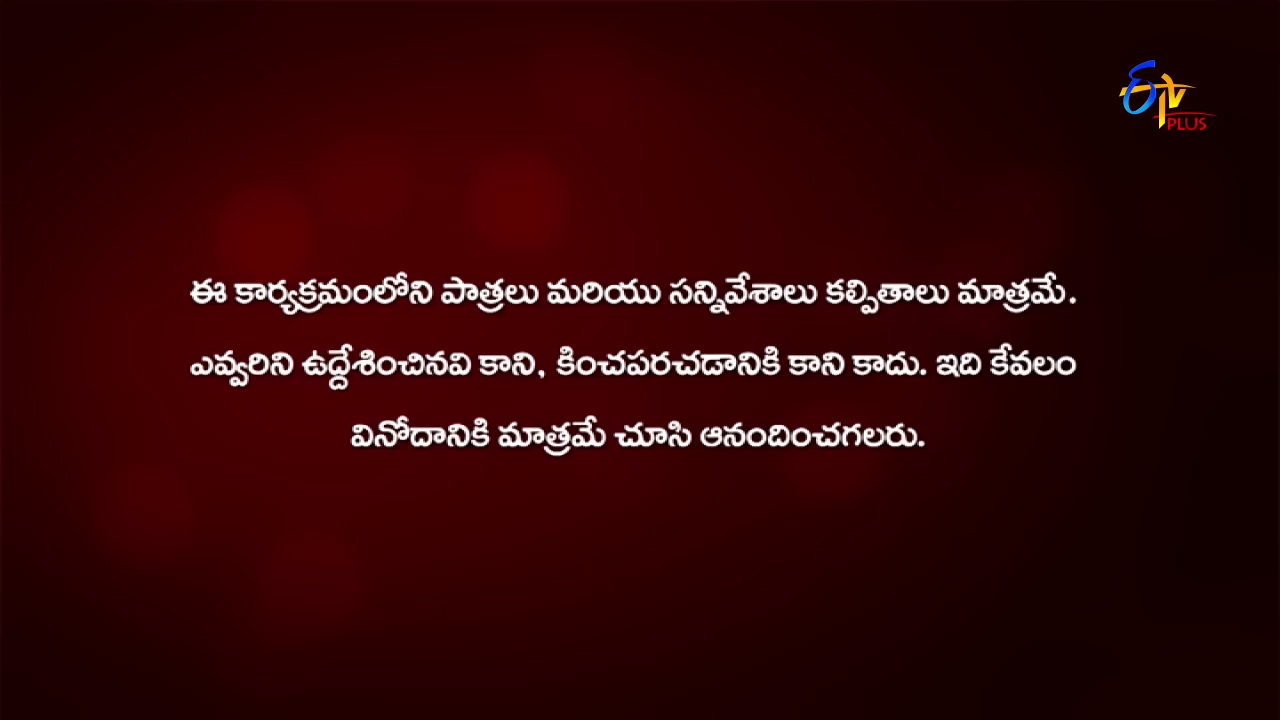 ETV
PLUS
ఈ కార్యక్రమంలోని పాత్రలు మరియు సన్నివేశాలు కల్పితాలు మాత్రమే.
ఎవ్వరిని ఉద్దేశించినవి కాని, కించపరచడానికి కాని కాదు. ఇది కేవలం
వినోదానికి మాత్రమే చూసి ఆనందించగలరు.